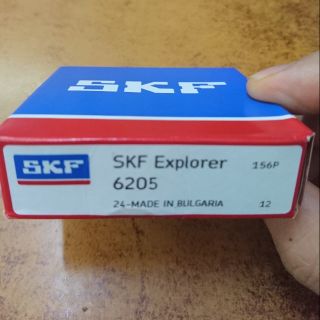 SKF
SKF
SKF Explorer
156P
6205
24-MADE IN BULGARIA
12